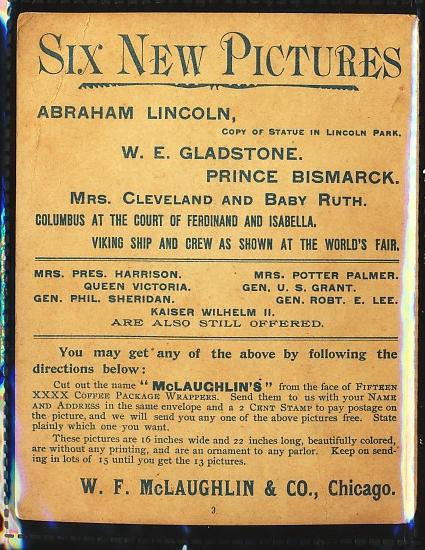 SIX NEW PICTURES
ABRAHAM LINCOLN,
COPY OF STATUE IN LINCOLN PARK.
W. E. GLADSTONE.
PRINCE BISMARCK.
MRS. CLEVELAND AND BABY RUTH.
COLUMBUS AT THE COURT OF FERDINAND AND ISABELLA.
VIKING SHIP AND CREW AS SHOWN AT THE WORLD'S FAIR.
MRS. PRES. HARRISON. MRS. POTTER PALMER.
QUEEN VICTORIA. GEN. U. S. GRANT.
GEN. PHIL. SHERIDAN. GEN. ROBT. E. LEE.
KAISER WILHELM II.
ARE ALSO STILL OFFERED.
You may get any of the above by following the
directions below:
Cut out the name "McLAUGHLIN'S" from the face of FIFTEEN
XXXX COFFEE PACKAGE WRAPPERS. Send them to us with your NAME
AND ADDRESS in the same envelope and a 2 CENT STAMP to pay postage on
the picture, and we will send you any one of the above pictures free. State
plainly which one you want.
These pictures are 16 inches wide and 22 inches long, beautifully colored,
are without any printing, and are an ornament to any parlor. Keep on send-
ing in lots of 15 until you get the 13 pictures.
W. F. McLAUGHLIN & CO., Chicago.
3